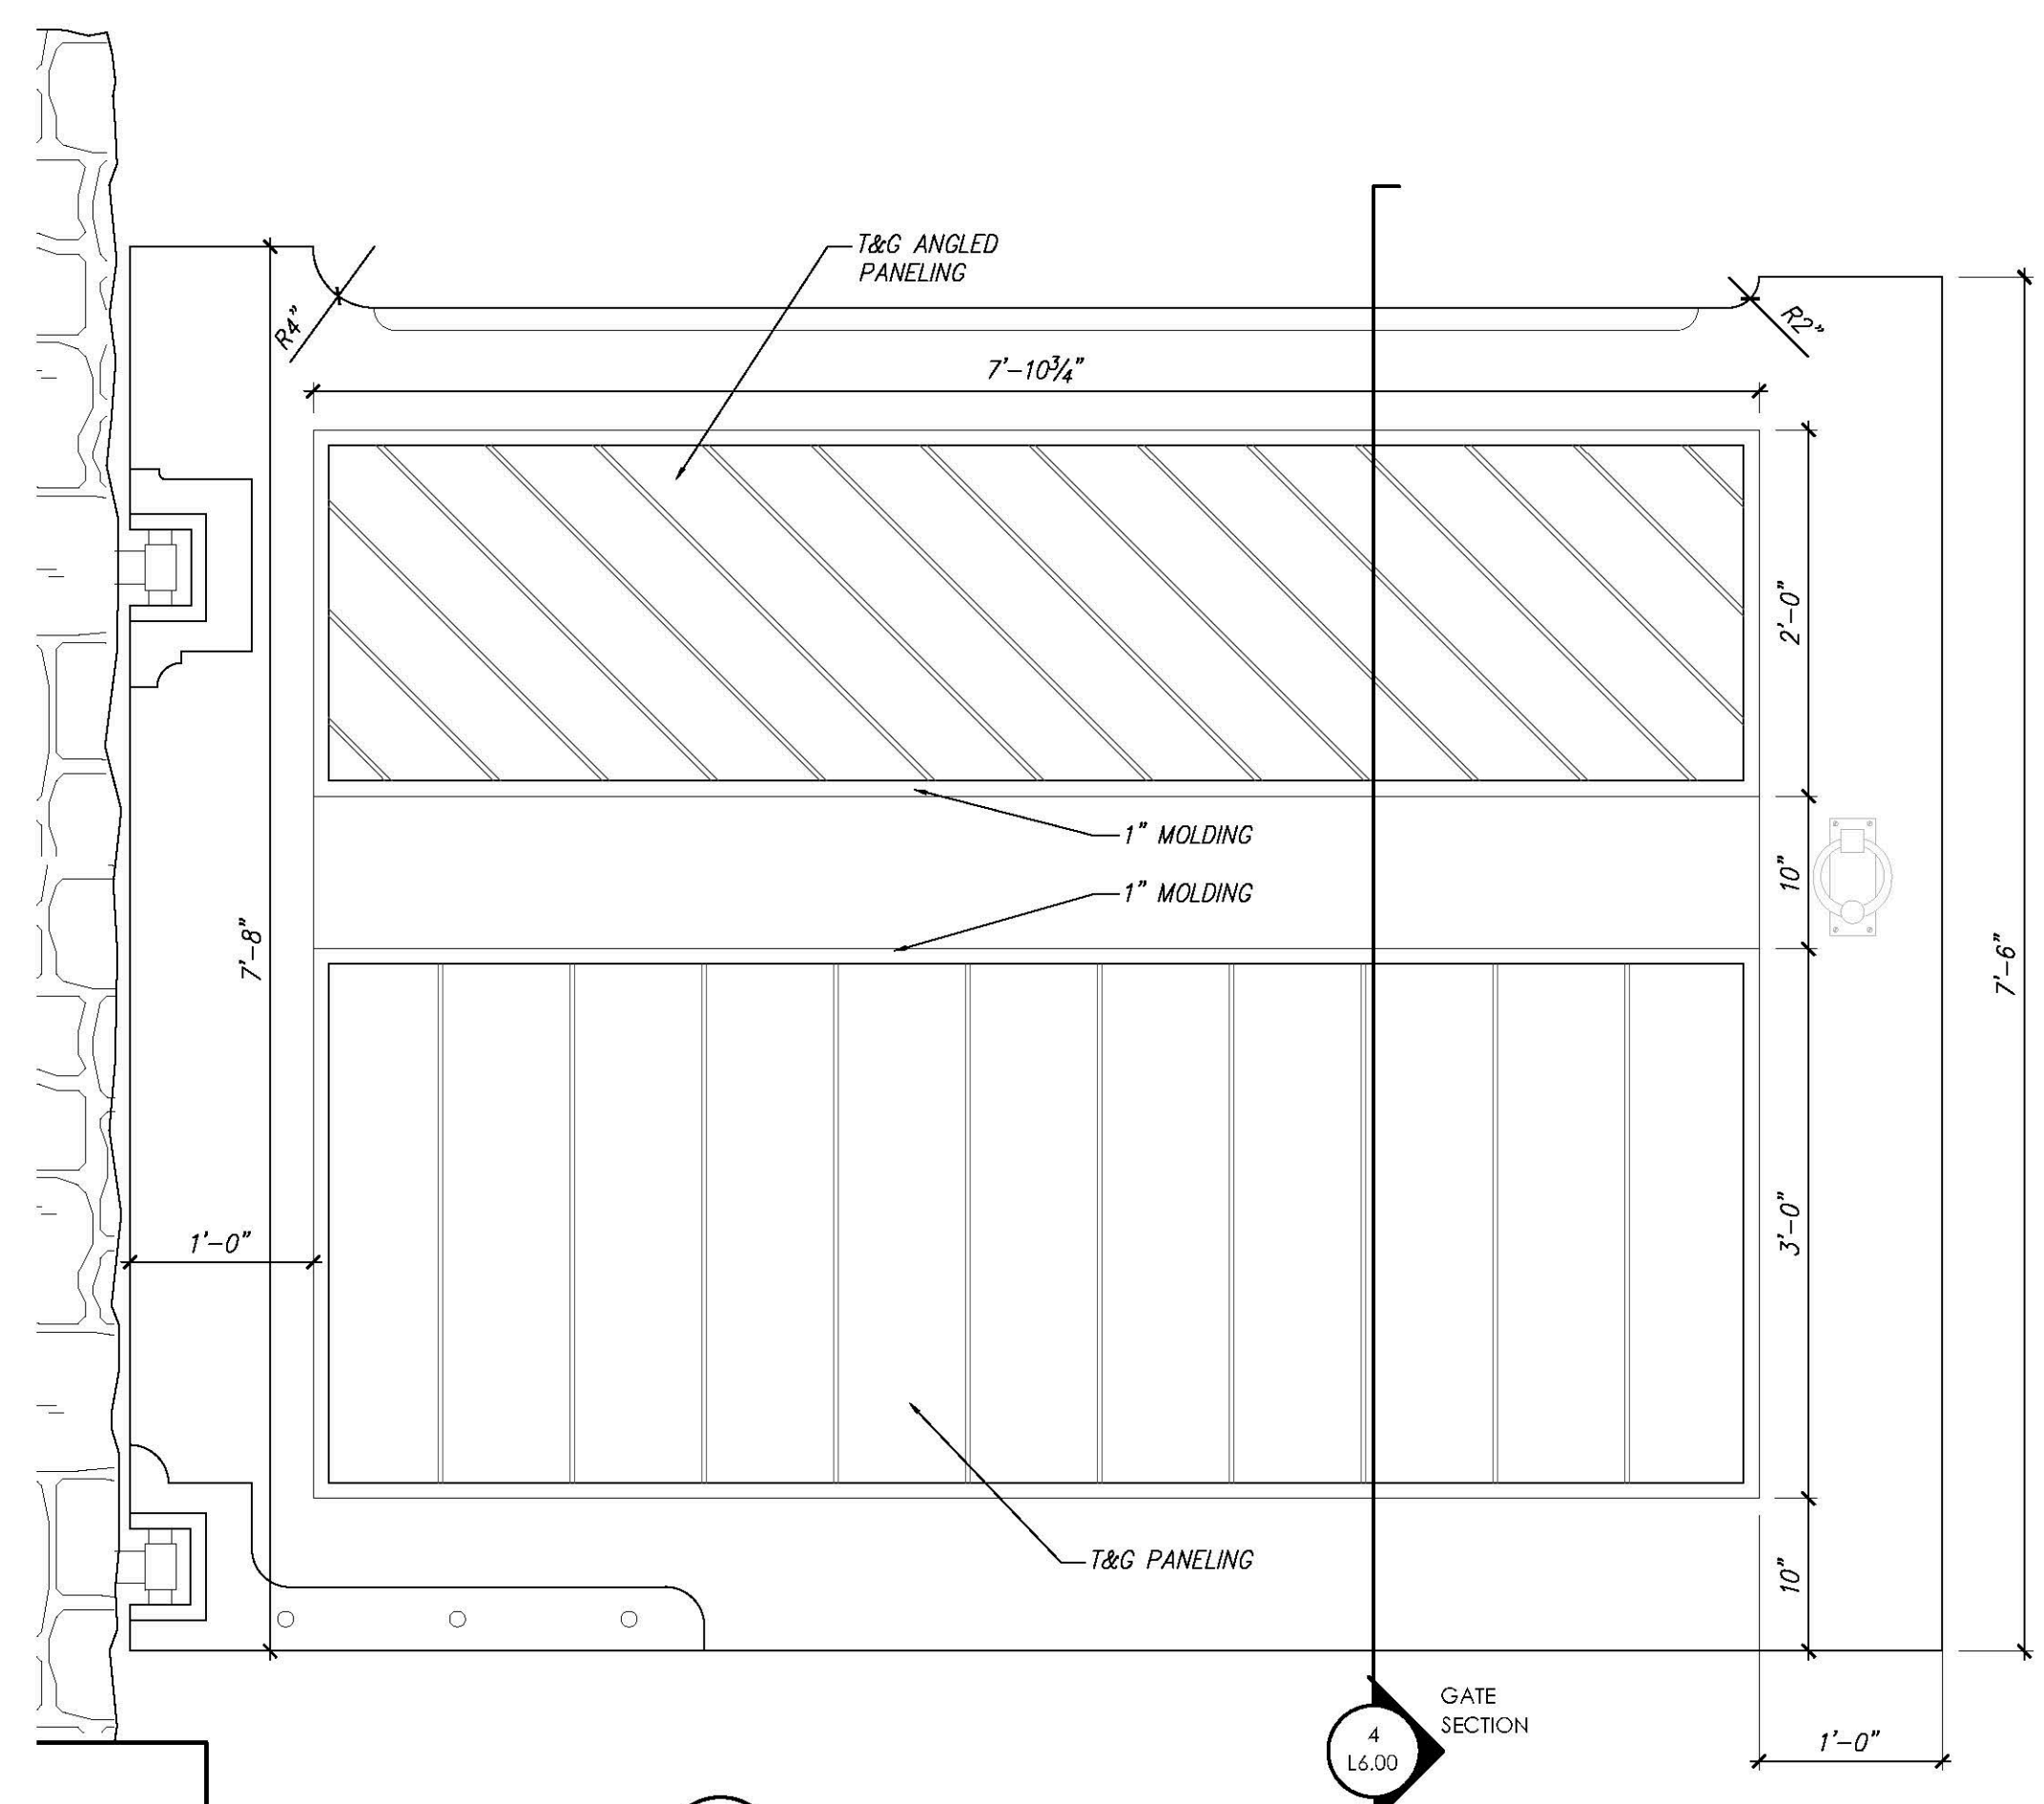 T&G ANGLED
PANELING
R4"
R2"
7'-10¾"
2'-0"
1" MOLDING
10"
1" MOLDING
7'-8"
7'-6"
3'-0"
1'-0"
T&G PANELING
10"
GATE
SECTION
4
L6.00
1'-0"